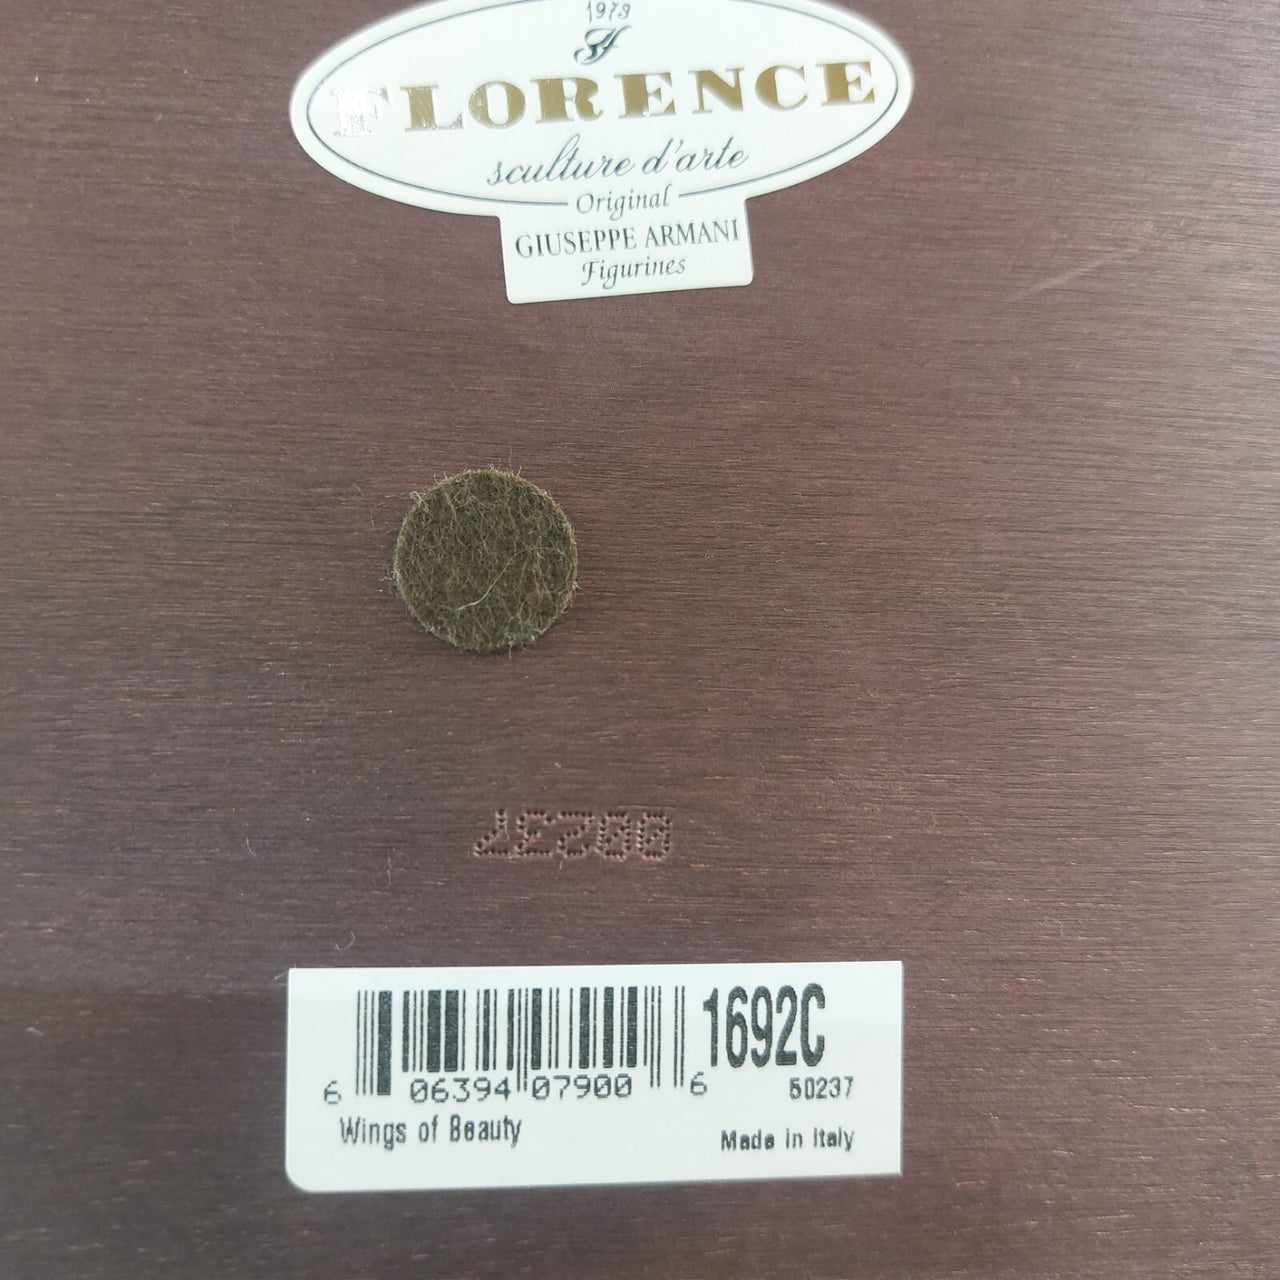 1973
FLORENCE
sculture d'arte
Original
GIUSEPPE ARMANI
Figurines
00237
1692C
6 06394 07900 6
50237
Wings of Beauty
Made in Italy